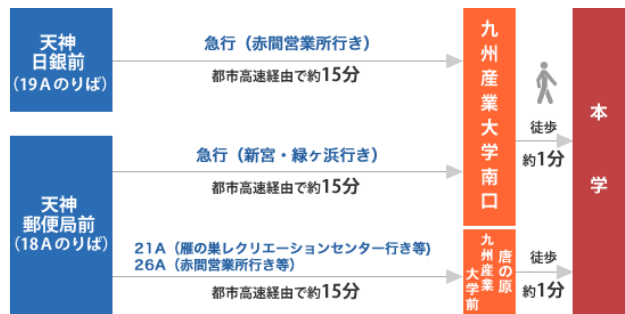 天神
日銀前
(19Aのりば)
急行（赤間営業所行き）
都市高速経由で約15分
九州産業大学南口
徒歩
約1分
本学
天神
郵便局前
(18Aのりば)
急行（新宮・緑ヶ浜行き）
都市高速経由で約15分
21A（雁の巣レクリエーションセンター行き等)
26A（赤間営業所行き等）
都市高速経由で約15分
唐の原
九州産業
大学前
徒歩
約1分